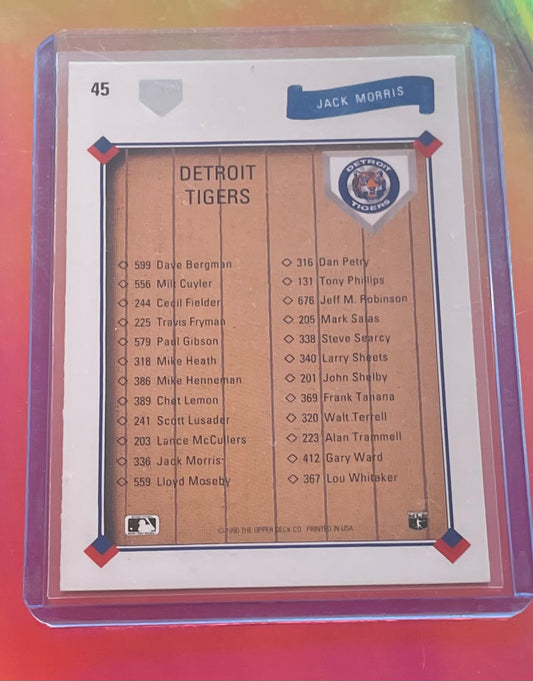 45
JACK MORRIS
DETROIT
TIGERS
DETROIT
TIGERS
599 Dave Bergman
556 Milt Cuyler
244 Cecil Fielder
225 Travis Fryman
579 Paul Gibson
318 Mike Heath
386 Mike Henneman
389 Chet Lemon
241 Scott Lusader
203 Lance McCullers
336 Jack Morris
559 Lloyd Moseby
316 Dan Petry
131 Tony Phillips
676 Jeff M. Robinson
205 Mark Salas
338 Steve Searcy
340 Larry Sheets
201 John Shelby
369 Frank Tanana
320 Walt Terrell
223 Alan Trammell
412 Gary Ward
367 Lou Whitaker
© 1990 THE UPPER DECK CO. PRINTED IN USA